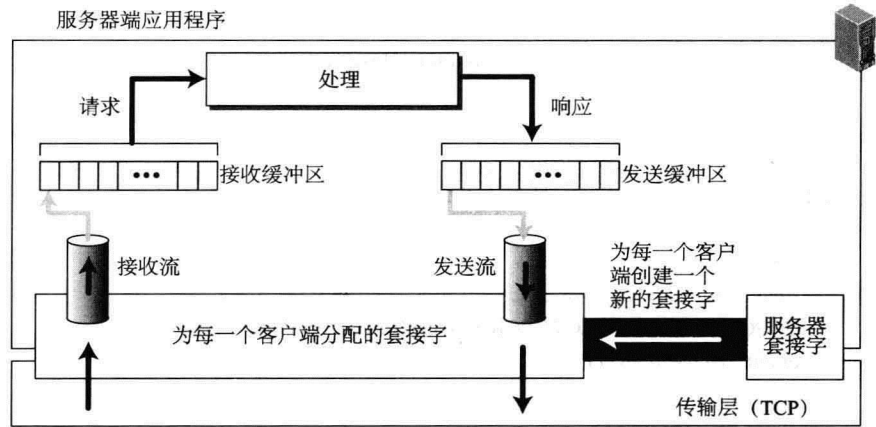 服务器端应用程序
处理
请求
响应
接收缓冲区
发送缓冲区
接收流
发送流
为每一个客户
端创建一个
新的套接字
为每一个客户端分配的套接字
服务器
套接字
传输层（TCP）